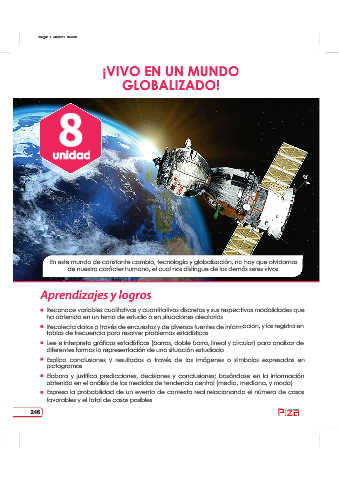 ¡VIVO EN UN MUNDO
GLOBALIZADO!
8
unidad
En este mundo de constante cambio, tecnología y globalización, no hay que olvidarnos
de nuestro carácter humano, el cual nos distingue de los demás seres vivos
Aprendizajes y logros
Reconoce variables cualitativas y cuantitativas discretas y sus respectivas modalidades que
ha obtenido en un tema de estudio o en situaciones aleatorias
Recolecta datos a través de encuestas y de diversas fuentes de información, y los registra en
tablas de frecuencia para resolver problemas estadísticos
Lee e interpreta gráficas estadísticas (barras, doble barra, lineal y circular) para analizar de
diferentes formas la representación de una situación estudiada
Explica conclusiones y resultados a través de las imágenes o símbolos expresados en
pictogramas
Elabora y justifica predicciones, decisiones y conclusiones; basándose en la información
obtenida en el análisis de las medidas de tendencia central (media, mediana, y moda)
Expresa la probabilidad de un evento de contexto real relacionando el número de casos
favorables y el total de casos posibles
246